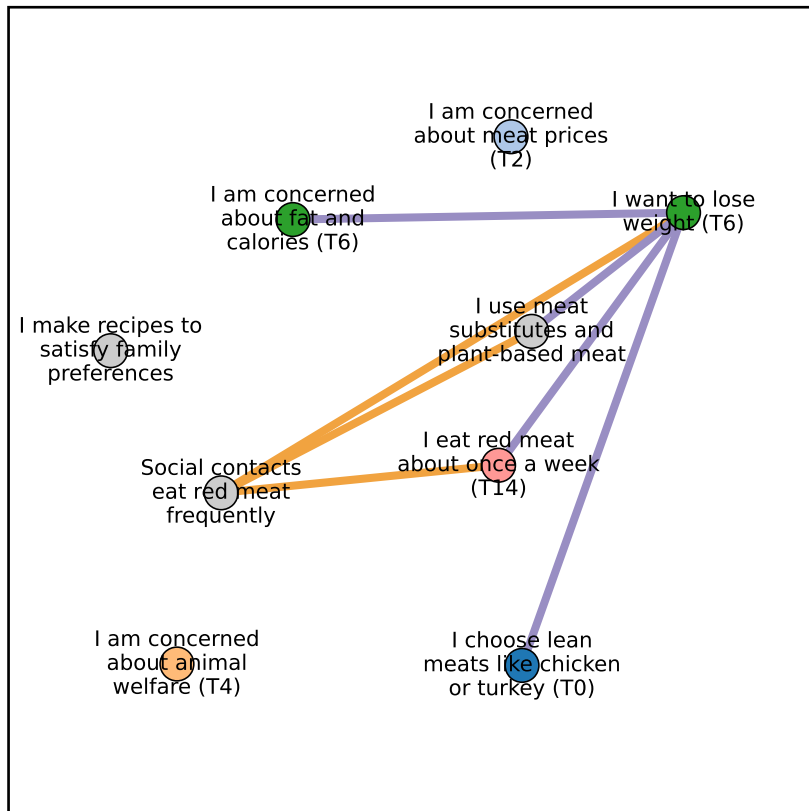 I am concerned
about meat prices
(T2)
I am concerned
about fat and
calories (T6)
I want to lose
weight (T6)
I use meat
substitutes and
plant-based meat
I make recipes to
satisfy family
preferences
I eat red meat
about once a week
(T14)
Social contacts
eat red meat
frequently
I am concerned
about animal
welfare (T4)
I choose lean
meats like chicken
or turkey (T0)